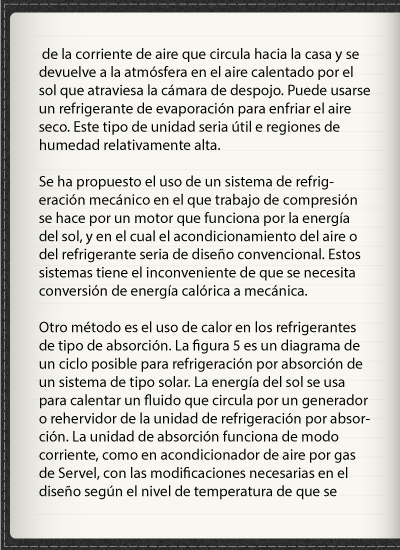 de la corriente de aire que circula hacia la casa y se
devuelve a la atmósfera en el aire calentado por el
sol que atraviesa la cámara de despojo. Puede usarse
un refrigerante de evaporación para enfriar el aire
seco. Este tipo de unidad seria útil e regiones de
humedad relativamente alta.
Se ha propuesto el uso de un sistema de refrig-
eración mecánico en el que trabajo de compresión
se hace por un motor que funciona por la energía
del sol, y en el cual el acondicionamiento del aire o
del refrigerante seria de diseño convencional. Estos
sistemas tiene el inconveniente de que se necesita
conversión de energía calórica a mecánica.
Otro método es el uso de calor en los refrigerantes
de tipo de absorción. La figura 5 es un diagrama de
un ciclo posible para refrigeración por absorción de
un sistema de tipo solar. La energía del sol se usa
para calentar un fluido que circula por un generador
o rehervidor de la unidad de refrigeración por absor-
ción. La unidad de absorción funciona de modo
corriente, como en acondicionador de aire por gas
de Servel, con las modificaciones necesarias en el
diseño según el nivel de temperatura de que se